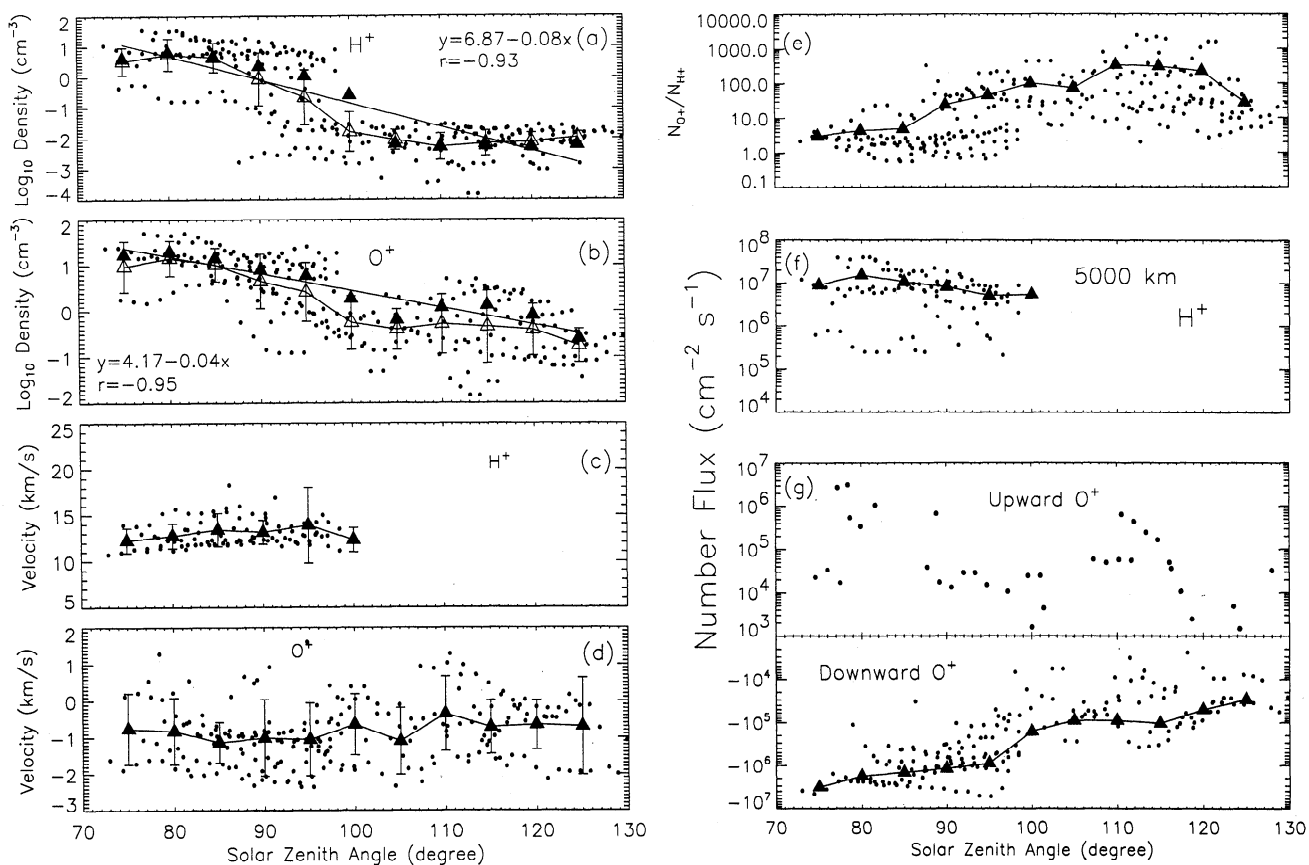 Log₁₀ Density (cm⁻³)
2
1
0
−1
−2
−3
−4
H⁺
y=6.87−0.08x
(a)
r=−0.93
Log₁₀ Density (cm⁻³)
2
1
0
−1
−2
O⁺
(b)
y=4.17−0.04x
r=−0.95
Velocity (km/s)
25
20
15
10
5
H⁺
(c)
Velocity (km/s)
2
1
0
−1
−2
−3
O⁺
(d)
70 80 90 100 110 120 130
Solar Zenith Angle (degree)
N_O+/N_H+
10000.0
1000.0
100.0
10.0
1.0
0.1
(e)
Number Flux (cm⁻² s⁻¹)
10⁸
10⁷
10⁶
10⁵
10⁴
(f)
5000 km
H⁺
10⁷
10⁶
10⁵
10⁴
10³
(g)
Upward O⁺
Downward O⁺
−10⁴
−10⁵
−10⁶
−10⁷
70 80 90 100 110 120 130
Solar Zenith Angle (degree)